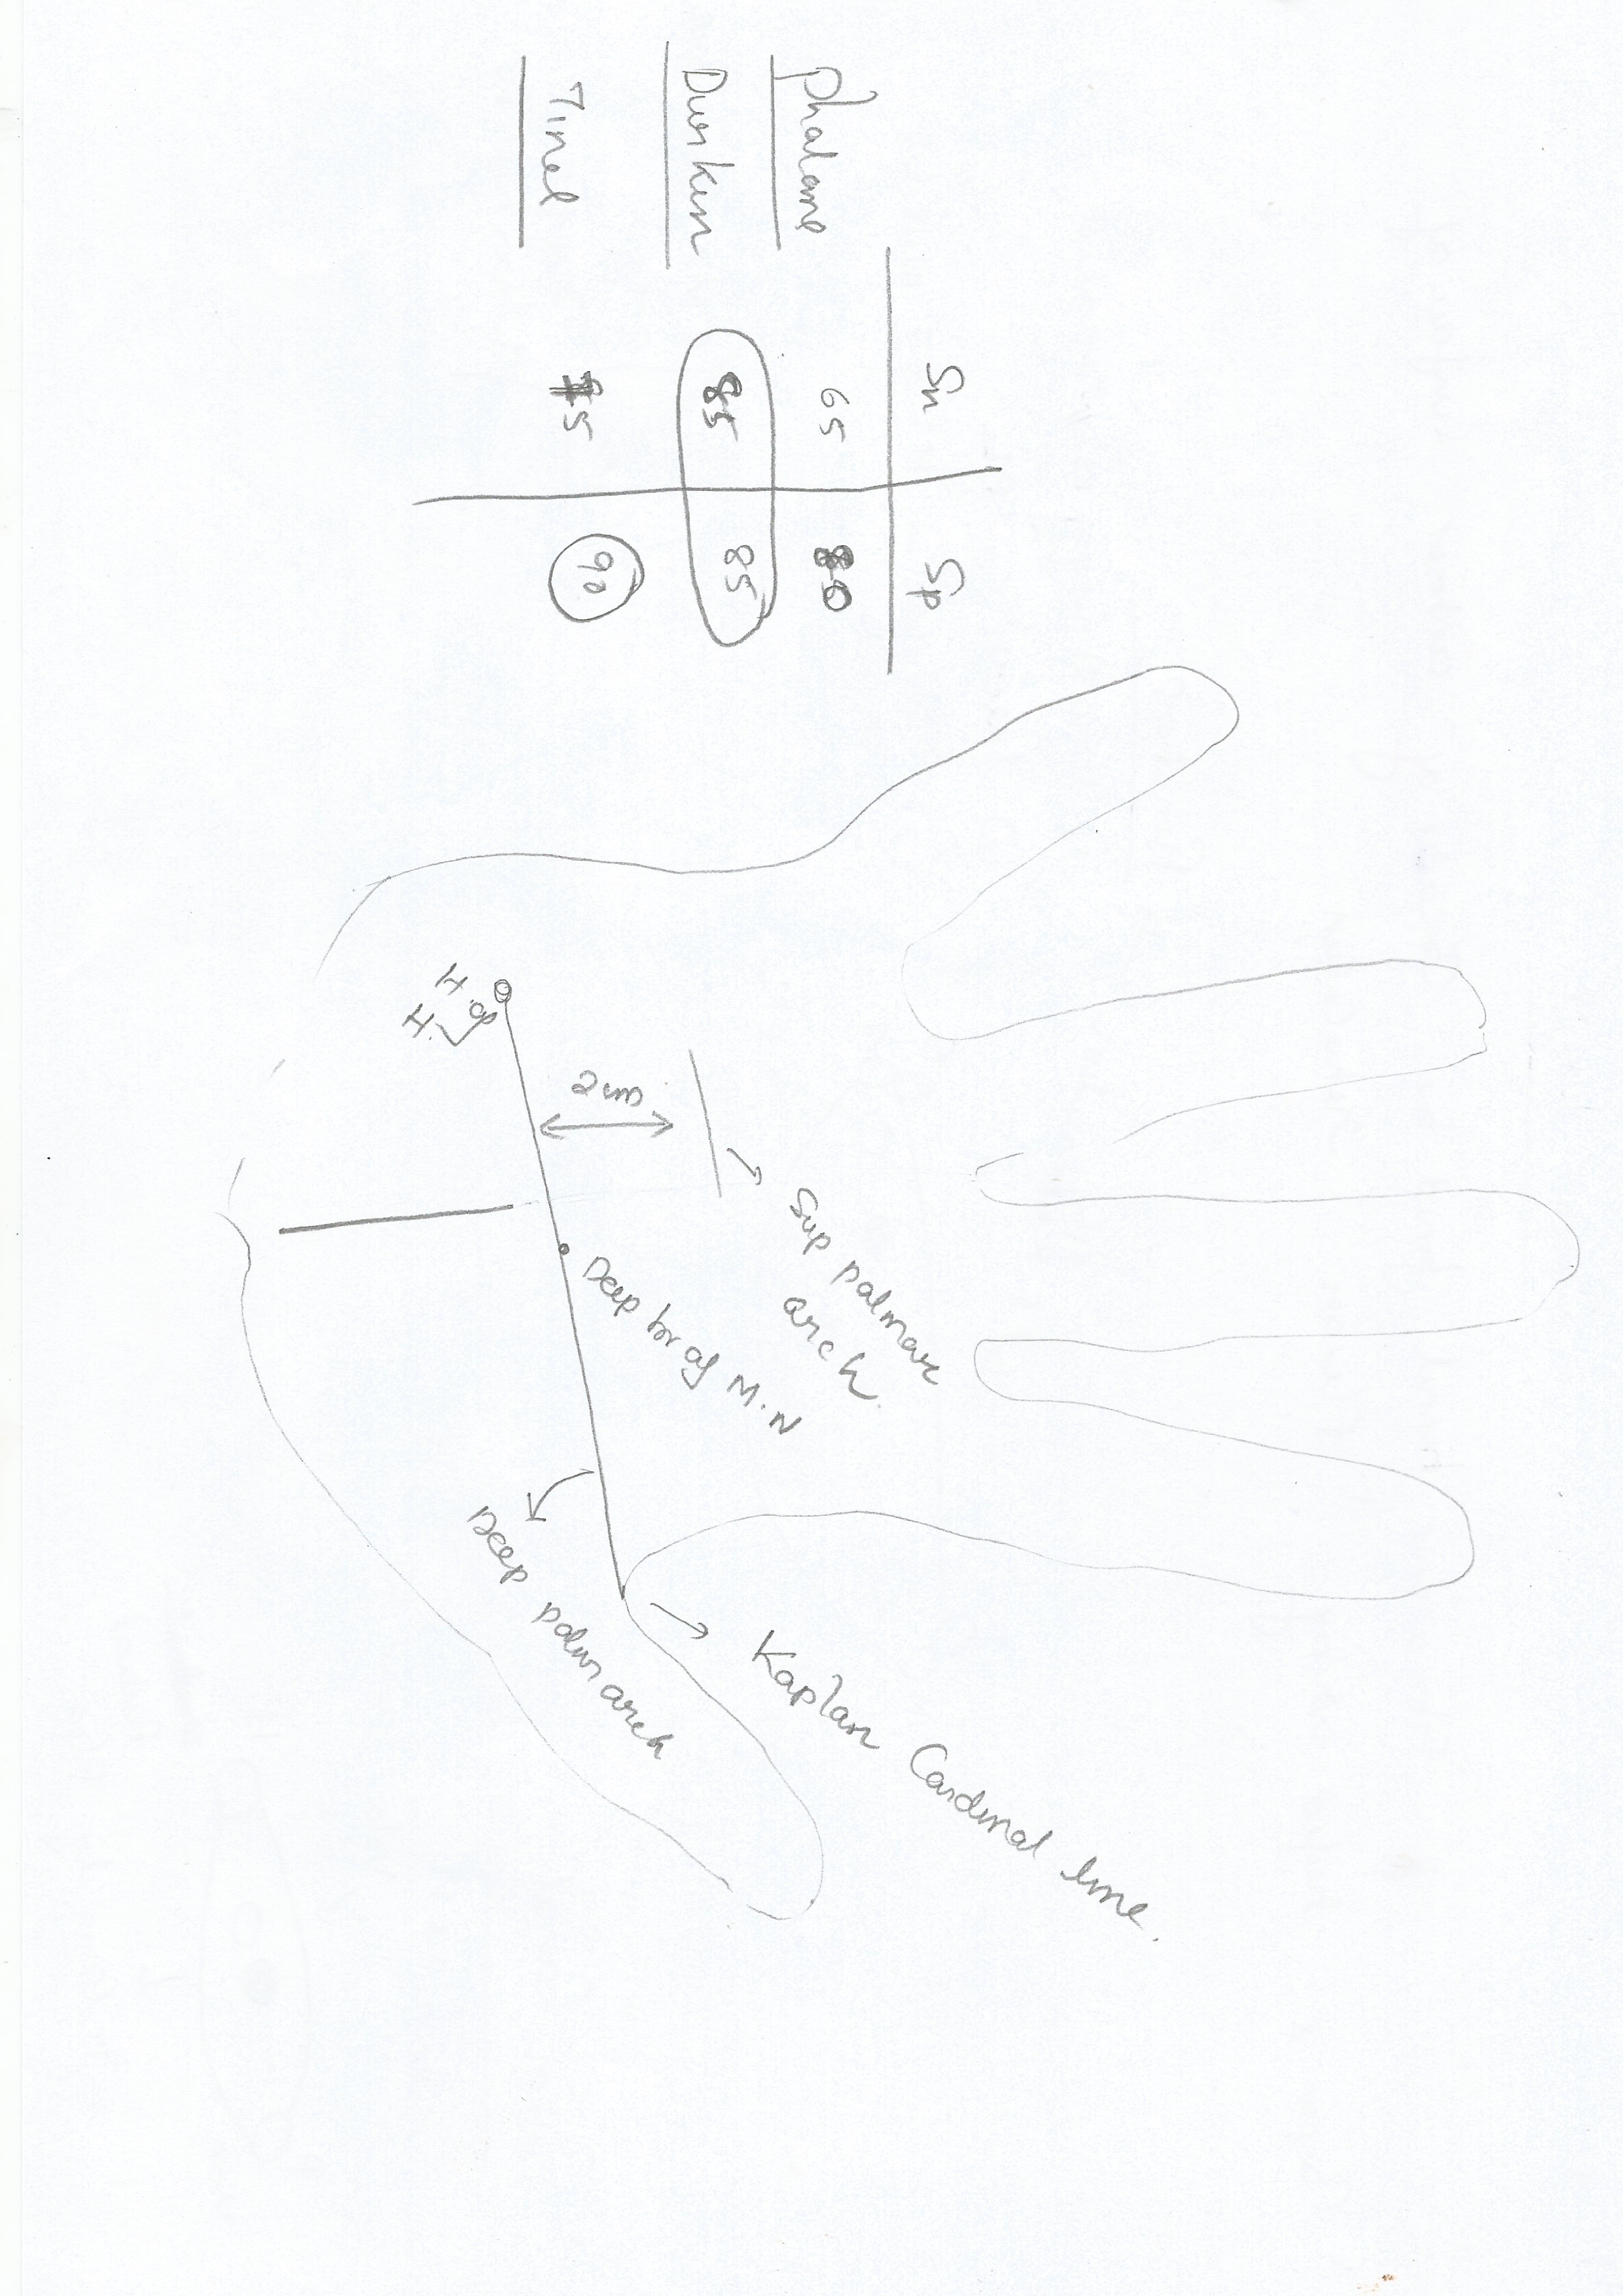 Sn Sp
Phalane 65 80
Durken 85 85
Tinel 75 90
Sup palmar
arch
Kaplan Cardinal line.
2cm
Deep br of M.N
Deep palm arch
H. of
H.